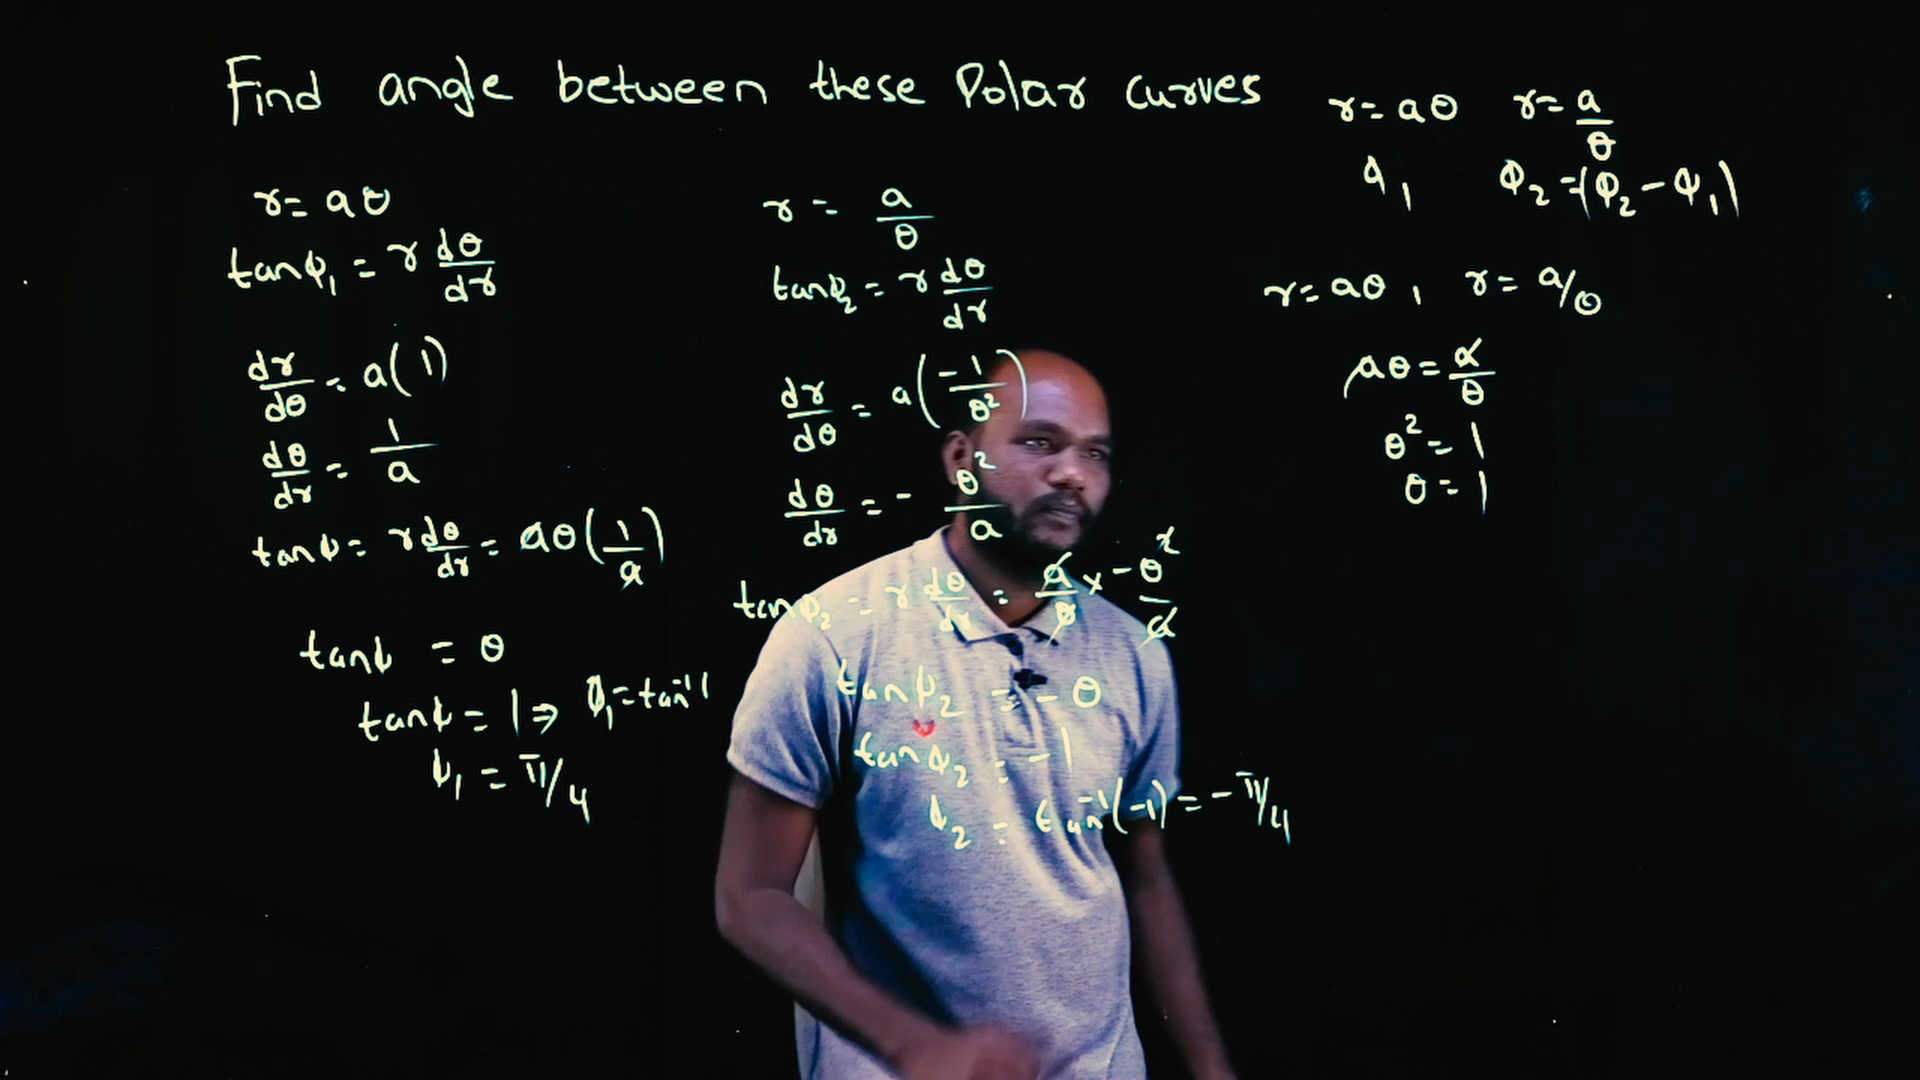 Find angle between these Polar curves r = aθ r = a/θ
φ₁ φ₂ = |φ₂ - φ₁|
r = aθ
tanφ₁ = r dθ/dr
dr/dθ = a(1)
dθ/dr = 1/a
tanφ = r dθ/dr = aθ(1/a)
tanφ = θ
tanφ = 1 ⇒ φ₁ = tan⁻¹1
φ₁ = π/4
r = a/θ
tanφ₂ = r dθ/dr
dr/dθ = a(-1/θ²)
dθ/dr = - θ²/a
tanφ₂ = r dθ/dr = a/θ x -θ²/a
tanφ₂ = - θ
tanφ₂ = -1
φ₂ = tan⁻¹(-1) = -π/4
r = aθ , r = a/θ
aθ = a/θ
θ² = 1
θ = 1